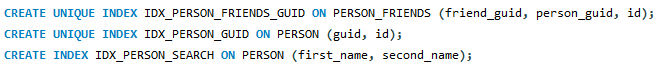 CREATE UNIQUE INDEX IDX_PERSON_FRIENDS_GUID ON PERSON_FRIENDS (friend_guid, person_guid, id);
CREATE UNIQUE INDEX IDX_PERSON_GUID ON PERSON (guid, id);
CREATE INDEX IDX_PERSON_SEARCH ON PERSON (first_name, second_name);